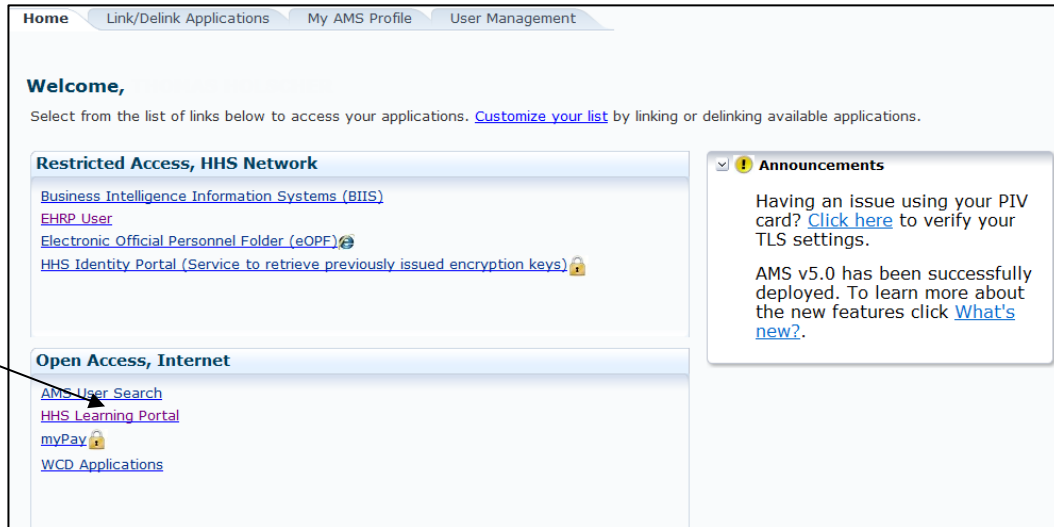 Home Link/Delink Applications My AMS Profile User Management
Welcome,
Select from the list of links below to access your applications. Customize your list by linking or delinking available applications.
Restricted Access, HHS Network
Business Intelligence Information Systems (BIIS)
EHRP User
Electronic Official Personnel Folder (eOPF)
HHS Identity Portal (Service to retrieve previously issued encryption keys)
Open Access, Internet
AMS User Search
HHS Learning Portal
myPay
WCD Applications
Announcements
Having an issue using your PIV
card? Click here to verify your
TLS settings.
AMS v5.0 has been successfully
deployed. To learn more about
the new features click What's
new?.